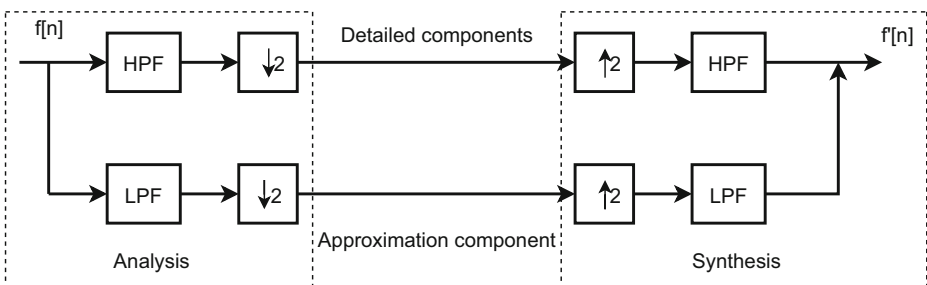 f[n]
Detailed components
f'[n]
HPF
↓2
↑2
HPF
LPF
↓2
↑2
LPF
Approximation component
Analysis
Synthesis